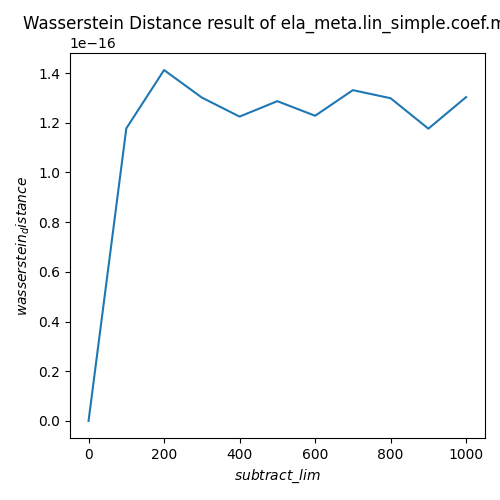 Wasserstein Distance result of ela_meta.lin_simple.coef.m
1e−16
1.4
1.2
1.0
0.8
0.6
0.4
0.2
0.0
wasserstein_distance
0 200 400 600 800 1000
subtract_lim